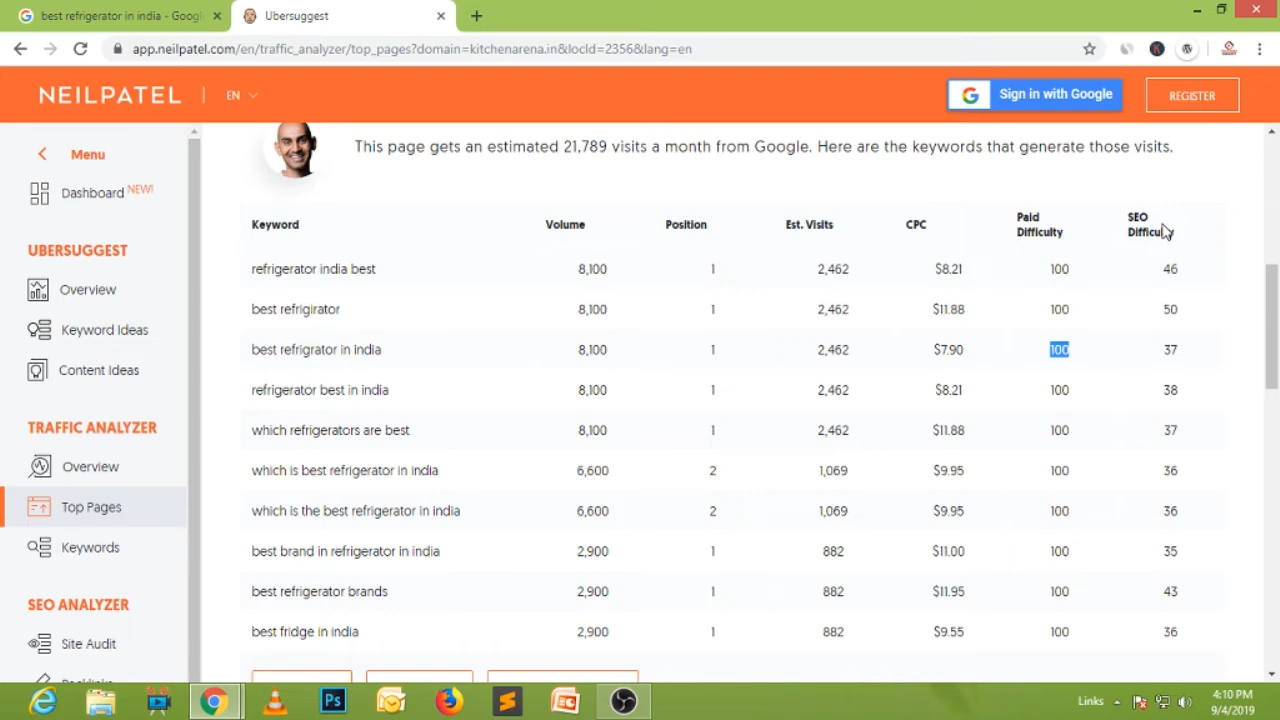 best refrigerator in india - Goog
Ubersuggest
app.neilpatel.com/en/traffic_analyzer/top_pages?domain=kitchenarena.in&locId=2356&lang=en
NEILPATEL | EN
Sign in with Google
REGISTER
Menu
Dashboard NEW!
UBERSUGGEST
Overview
Keyword Ideas
Content Ideas
TRAFFIC ANALYZER
Overview
Top Pages
Keywords
SEO ANALYZER
Site Audit
This page gets an estimated 21,789 visits a month from Google. Here are the keywords that generate those visits.
Keyword Volume Position Est. Visits CPC Paid Difficulty SEO Difficulty
refrigerator india best 8,100 1 2,462 $8.21 100 46
best refrigirator 8,100 1 2,462 $11.88 100 50
best refrigrator in india 8,100 1 2,462 $7.90 100 37
refrigerator best in india 8,100 1 2,462 $8.21 100 38
which refrigerators are best 8,100 1 2,462 $11.88 100 37
which is best refrigerator in india 6,600 2 1,069 $9.95 100 36
which is the best refrigerator in india 6,600 2 1,069 $9.95 100 36
best brand in refrigerator in india 2,900 1 882 $11.00 100 35
best refrigerator brands 2,900 1 882 $11.95 100 43
best fridge in india 2,900 1 882 $9.55 100 36
Ps
Links
4:10 PM
9/4/2019